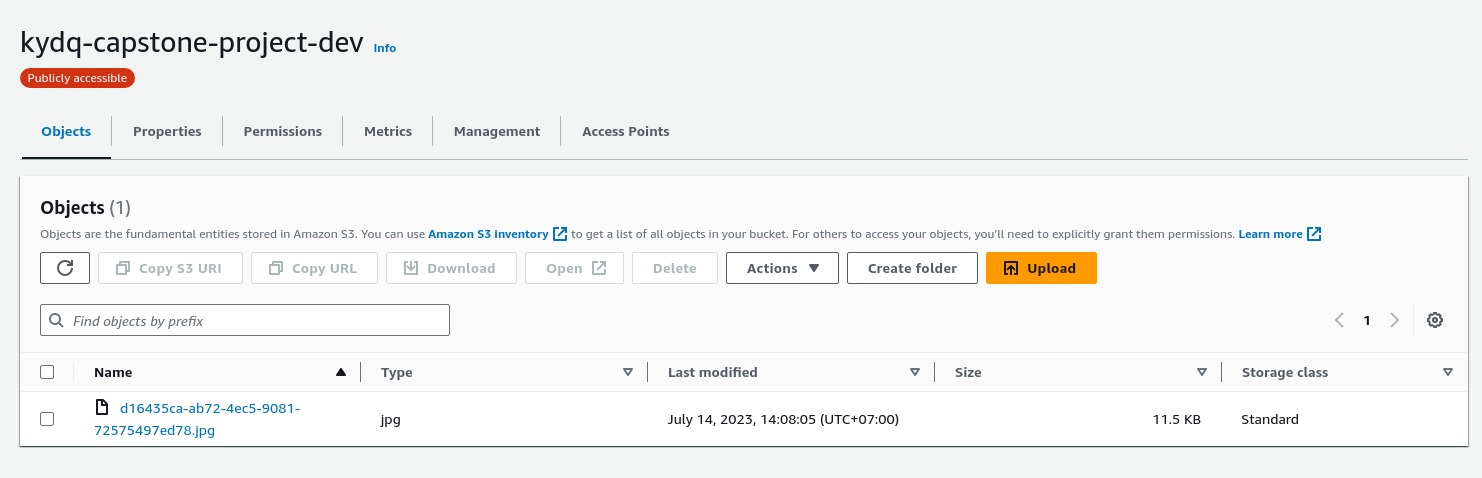 kydq-capstone-project-dev Info
Publicly accessible
Objects Properties Permissions Metrics Management Access Points
Objects (1)
Objects are the fundamental entities stored in Amazon S3. You can use Amazon S3 inventory to get a list of all objects in your bucket. For others to access your objects, you'll need to explicitly grant them permissions. Learn more
Copy S3 URI Copy URL Download Open Delete Actions Create folder Upload
Find objects by prefix 1
Name Type Last modified Size Storage class
d16435ca-ab72-4ec5-9081-
72575497ed78.jpg jpg July 14, 2023, 14:08:05 (UTC+07:00) 11.5 KB Standard